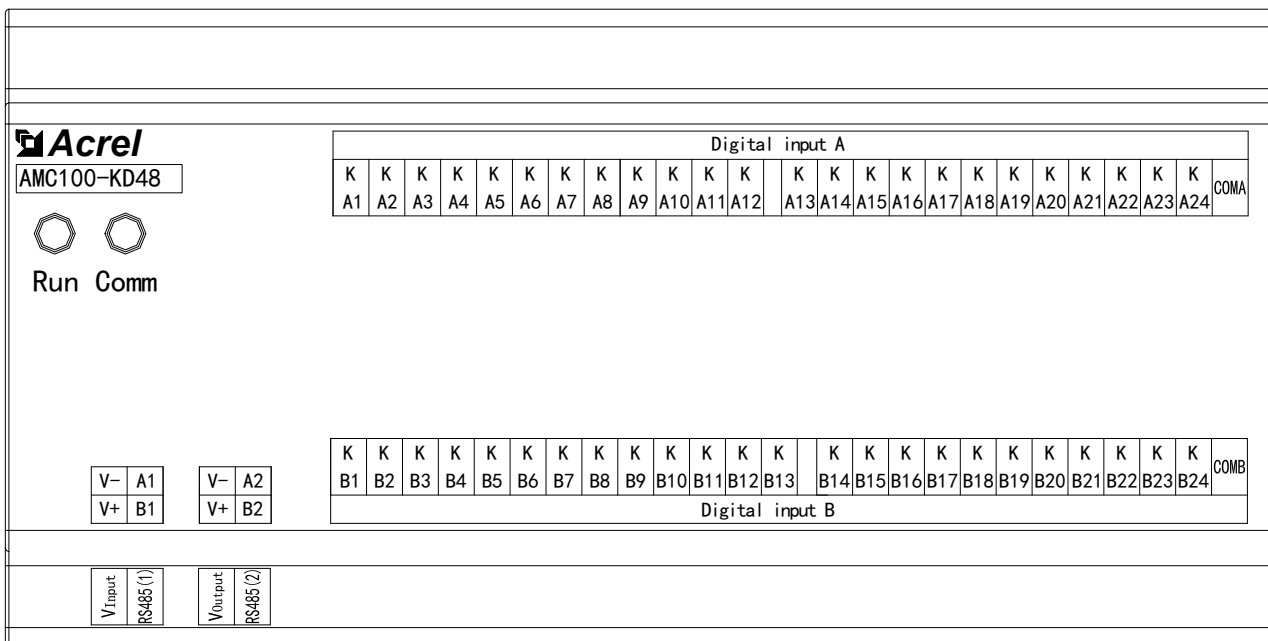 Acrel
AMC100-KD48
Run Comm
Digital input A
K K K K K K K K K K K K K K K K K K K K K K K K
A1 A2 A3 A4 A5 A6 A7 A8 A9 A10 A11 A12 A13 A14 A15 A16 A17 A18 A19 A20 A21 A22 A23 A24 COMA
K K K K K K K K K K K K K K K K K K K K K K K K
B1 B2 B3 B4 B5 B6 B7 B8 B9 B10 B11 B12 B13 B14 B15 B16 B17 B18 B19 B20 B21 B22 B23 B24 COMB
Digital input B
V- A1 V- A2
V+ B1 V+ B2
VInput RS485(1) VOutput RS485(2)